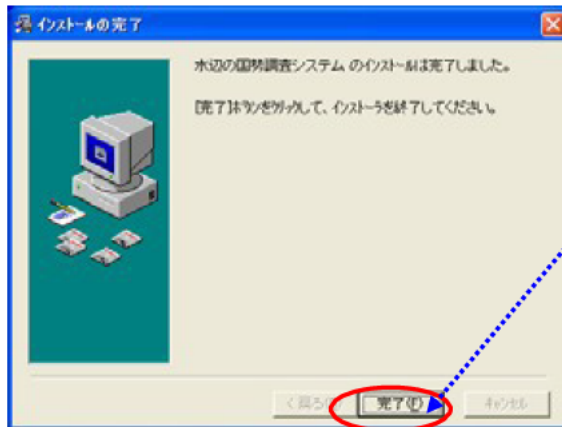 インストールの完了
水辺の国勢調査システム のインストールは完了しました。
[完了]ボタンをクリックして、インストーラを終了してください。
< 戻る(B)
完了(F)
キャンセル